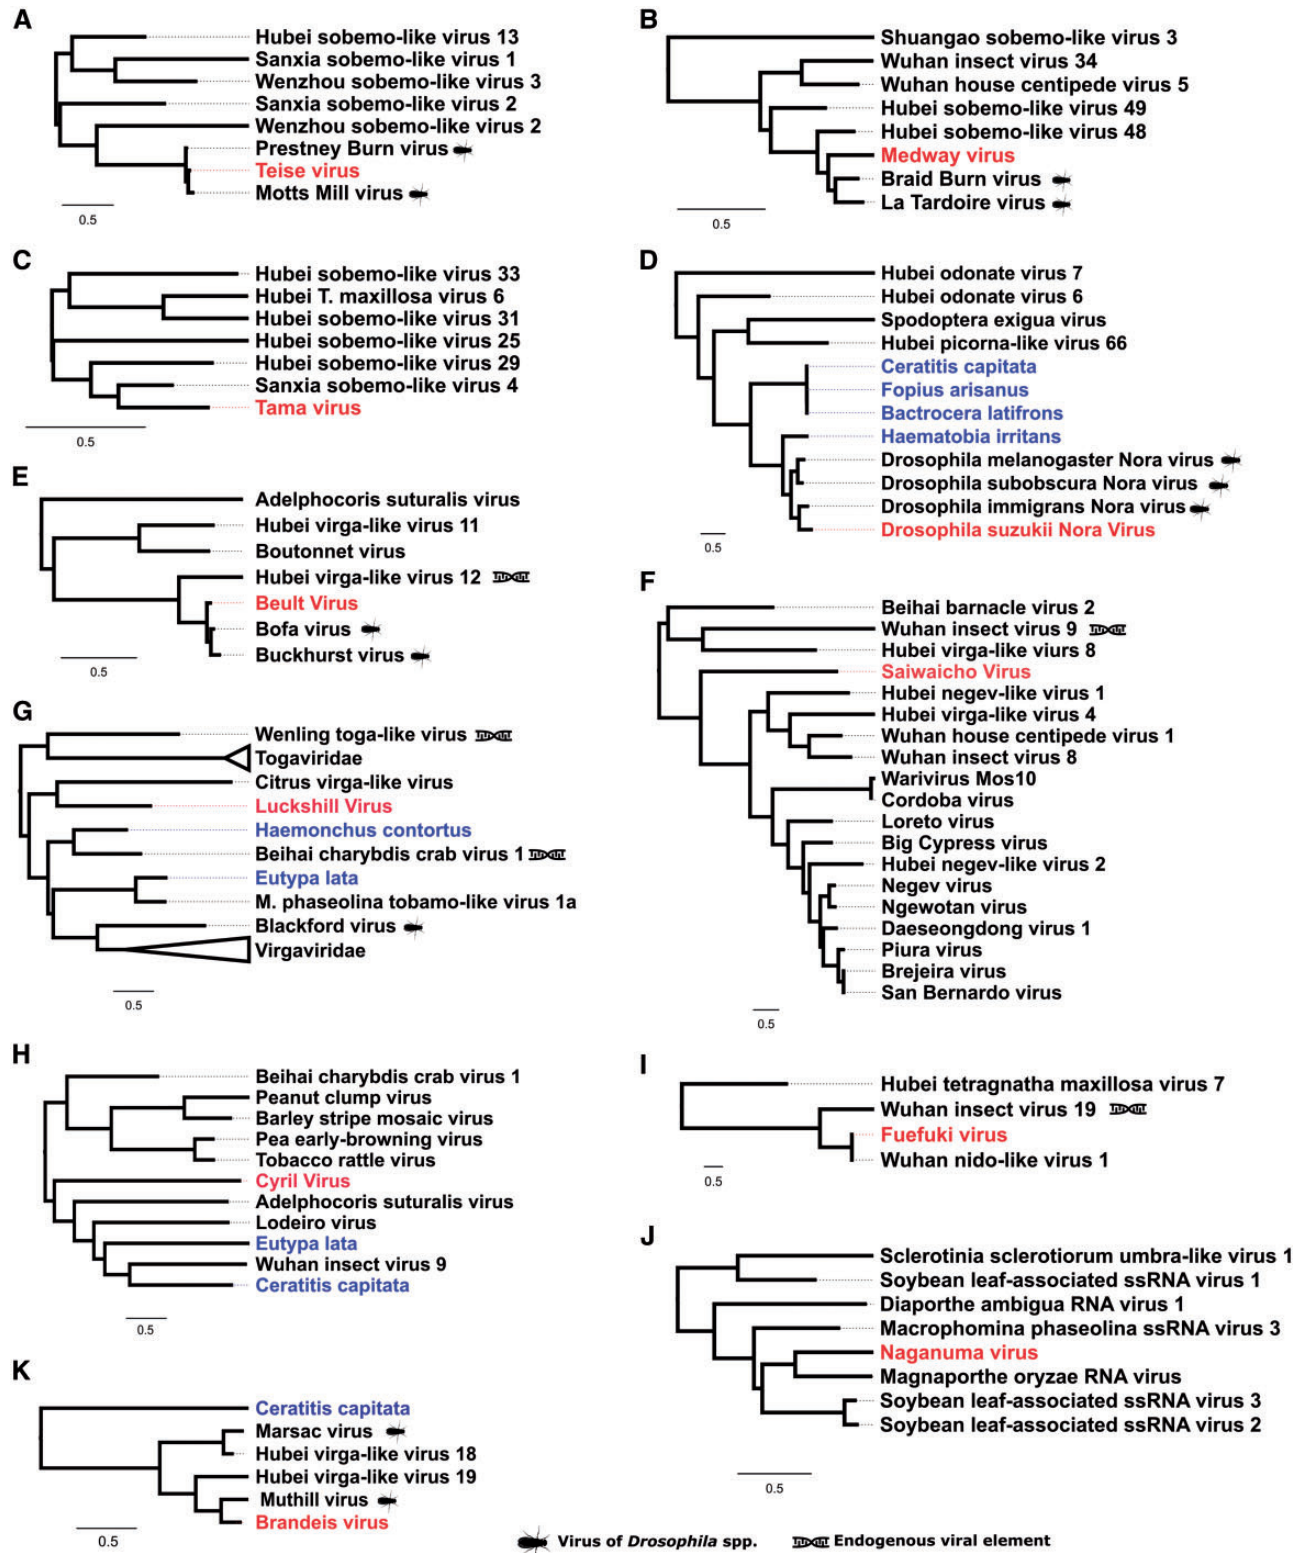 A
Hubei sobemo-like virus 13
Sanxia sobemo-like virus 1
Wenzhou sobemo-like virus 3
Sanxia sobemo-like virus 2
Wenzhou sobemo-like virus 2
Prestney Burn virus
Teise virus
Motts Mill virus
0.5
B
Shuangao sobemo-like virus 3
Wuhan insect virus 34
Wuhan house centipede virus 5
Hubei sobemo-like virus 49
Hubei sobemo-like virus 48
Medway virus
Braid Burn virus
La Tardoire virus
0.5
C
Hubei sobemo-like virus 33
Hubei T. maxillosa virus 6
Hubei sobemo-like virus 31
Hubei sobemo-like virus 25
Hubei sobemo-like virus 29
Sanxia sobemo-like virus 4
Tama virus
0.5
D
Hubei odonate virus 7
Hubei odonate virus 6
Spodoptera exigua virus
Hubei picorna-like virus 66
Ceratitis capitata
Fopius arisanus
Bactrocera latifrons
Haematobia irritans
Drosophila melanogaster Nora virus
Drosophila subobscura Nora virus
Drosophila immigrans Nora virus
Drosophila suzukii Nora Virus
0.5
E
Adelphocoris suturalis virus
Hubei virga-like virus 11
Boutonnet virus
Hubei virga-like virus 12
Beult Virus
Bofa virus
Buckhurst virus
0.5
F
Beihai barnacle virus 2
Wuhan insect virus 9
Hubei virga-like viurs 8
Saiwaicho Virus
Hubei negev-like virus 1
Hubei virga-like virus 4
Wuhan house centipede virus 1
Wuhan insect virus 8
Warivirus Mos10
Cordoba virus
Loreto virus
Big Cypress virus
Hubei negev-like virus 2
Negev virus
Ngewotan virus
Daeseongdong virus 1
Piura virus
Brejeira virus
San Bernardo virus
0.5
G
Wenling toga-like virus
Togaviridae
Citrus virga-like virus
Luckshill Virus
Haemonchus contortus
Beihai charybdis crab virus 1
Eutypa lata
M. phaseolina tobamo-like virus 1a
Blackford virus
Virgaviridae
0.5
H
Beihai charybdis crab virus 1
Peanut clump virus
Barley stripe mosaic virus
Pea early-browning virus
Tobacco rattle virus
Cyril Virus
Adelphocoris suturalis virus
Lodeiro virus
Eutypa lata
Wuhan insect virus 9
Ceratitis capitata
0.5
I
Hubei tetragnatha maxillosa virus 7
Wuhan insect virus 19
Fuefuki virus
Wuhan nido-like virus 1
0.5
J
Sclerotinia sclerotiorum umbra-like virus 1
Soybean leaf-associated ssRNA virus 1
Diaporthe ambigua RNA virus 1
Macrophomina phaseolina ssRNA virus 3
Naganuma virus
Magnaporthe oryzae RNA virus
Soybean leaf-associated ssRNA virus 3
Soybean leaf-associated ssRNA virus 2
0.5
K
Ceratitis capitata
Marsac virus
Hubei virga-like virus 18
Hubei virga-like virus 19
Muthill virus
Brandeis virus
0.5
Virus of Drosophila spp.
Endogenous viral element